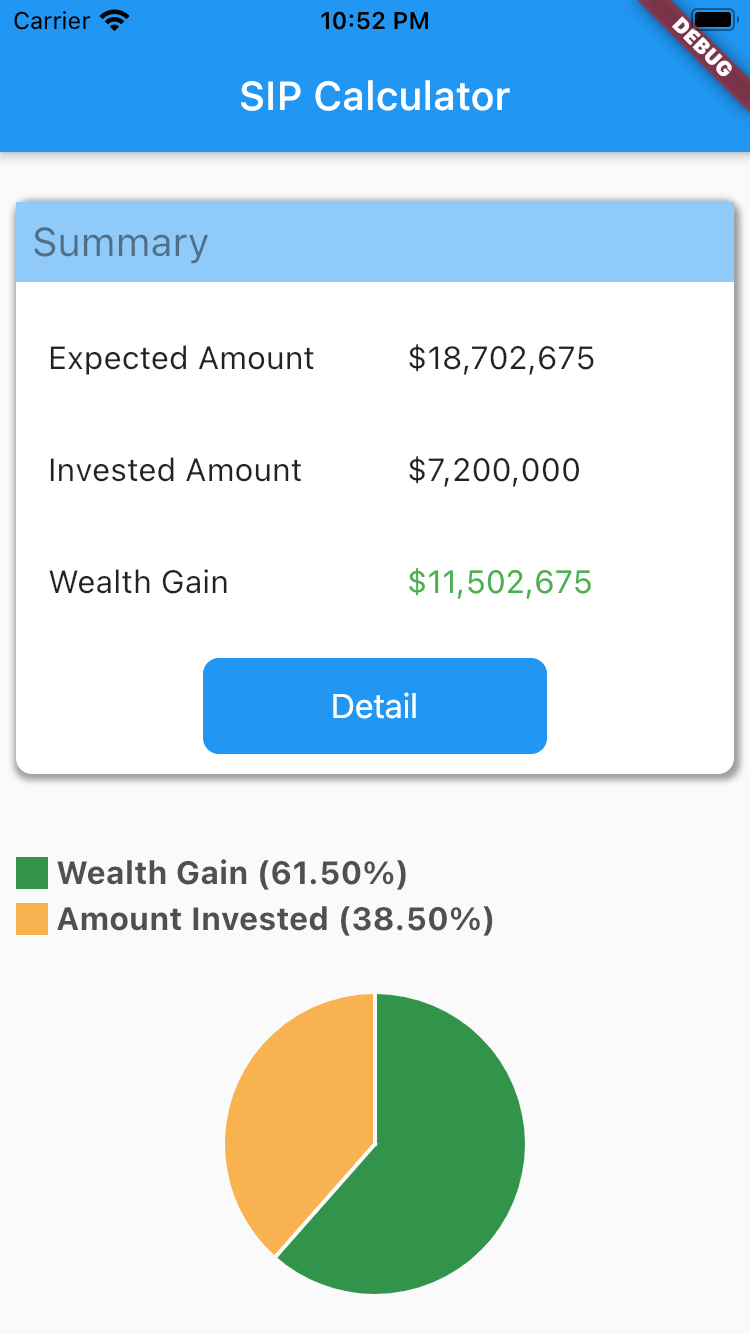 Carrier 10:52 PM
DEBUG
SIP Calculator
Summary
Expected Amount $18,702,675
Invested Amount $7,200,000
Wealth Gain $11,502,675
Detail
Wealth Gain (61.50%)
Amount Invested (38.50%)